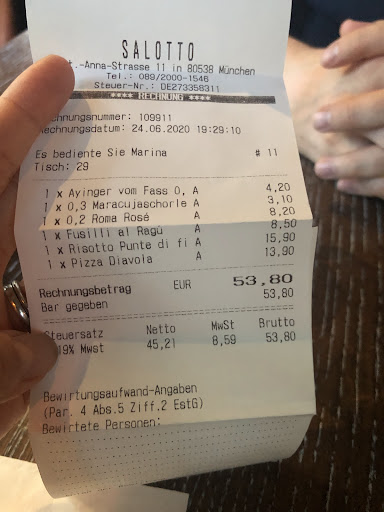 SALOTTO
t.-Anna-Strasse 11 in 80538 München
Tel.: 089/2000-1546
Steuer-Nr.: DE273358311
**** RECHNUNG ****
chnungsnummer: 109911
echnungsdatum: 24.06.2020 19:29:10
Es bediente Sie Marina # 11
Tisch: 29
1 x Ayinger vom Fass 0, A 4,20
1 x 0,3 Maracujaschorle A 3,10
1 x 0,2 Roma Rosé A 8,20
1 x Fusilli al Ragù A 8,50
1 x Risotto Punte di fi A 15,90
1 x Pizza Diavola A 13,90
Rechnungsbetrag EUR 53,80
Bar gegeben 53,80
Steuersatz Netto MwSt Brutto
19% Mwst 45,21 8,59 53,80
Bewirtungsaufwand-Angaben
(Par. 4 Abs.5 Ziff.2 EstG)
Bewirtete Personen: